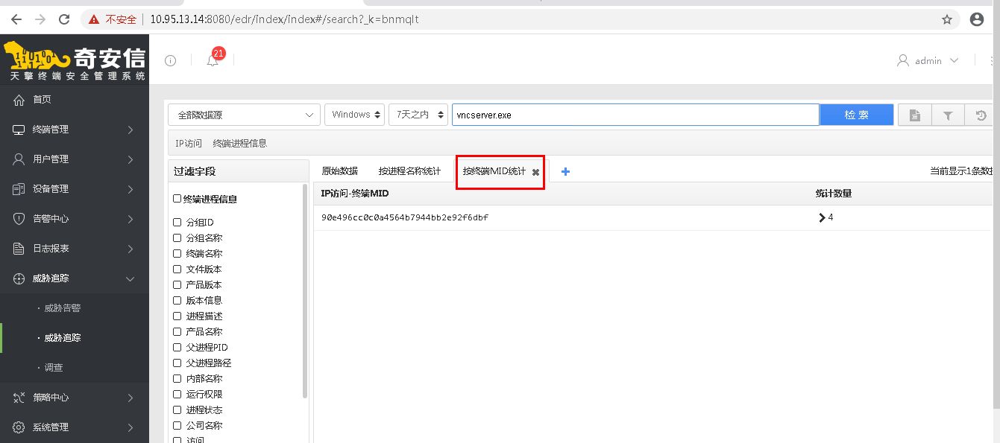 不安全 10.95.13.14:8080/edr/index/index#/search?_k=bnmqlt
奇安信
天擎终端安全管理系统
21
admin
首页
终端管理
用户管理
设备管理
告警中心
日志报表
威胁追踪
· 威胁告警
· 威胁追踪
· 调查
策略中心
系统管理
全部数据源 Windows 7天之内 vncserver.exe 检 索
IP访问 终端进程信息
过滤字段
终端进程信息
分组ID
分组名称
终端名称
文件版本
产品版本
版本信息
进程描述
产品名称
父进程PID
父进程路径
内部名称
运行权限
进程状态
公司名称
访问
原始数据 按进程名称统计 按终端MID统计 当前显示1条数据
IP访问-终端MID 统计数量
90e496cc0c0a4564b7944bb2e92f6dbf 4